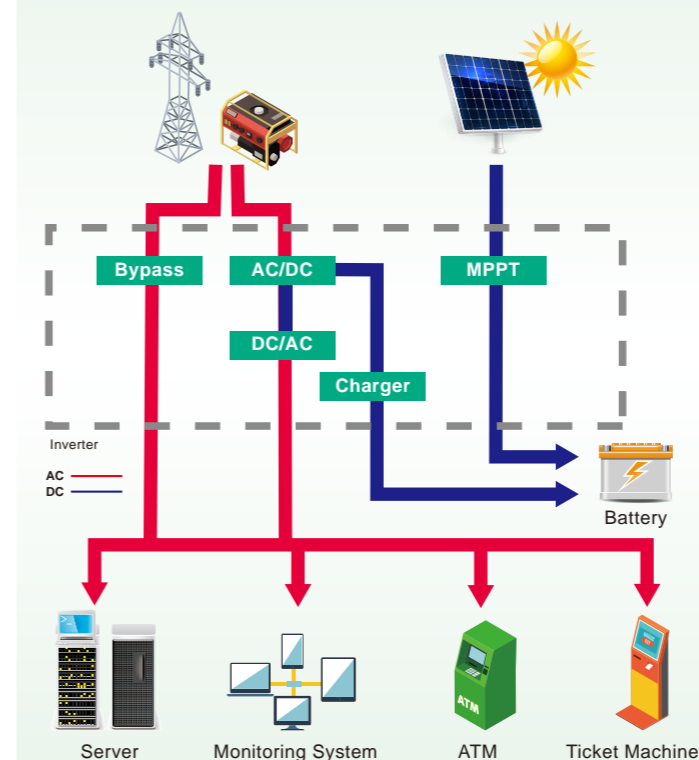 Bypass
AC/DC
MPPT
DC/AC
Charger
Inverter
AC
DC
Battery
ATM
Server
Monitoring System
ATM
Ticket Machine